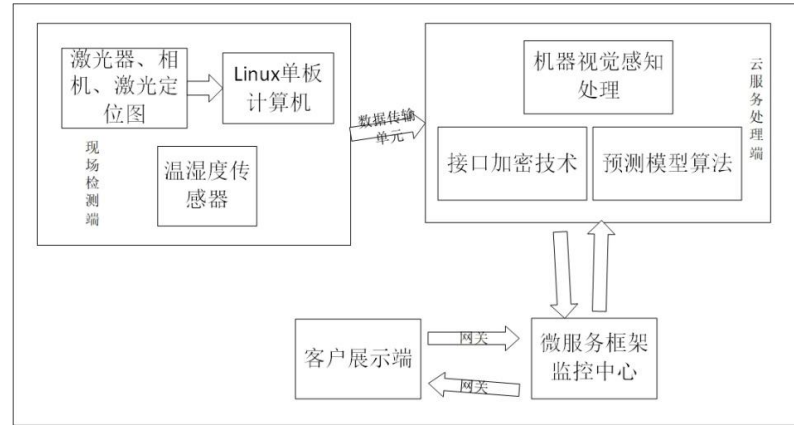 激光器、相
机、激光定
位图
Linux单板
计算机
现
场
检
测
端
温湿度传
感器
数据传输
单元
机器视觉感知
处理
云
服
务
处
理
端
接口加密技术
预测模型算法
客户展示端
网关
网关
微服务框架
监控中心